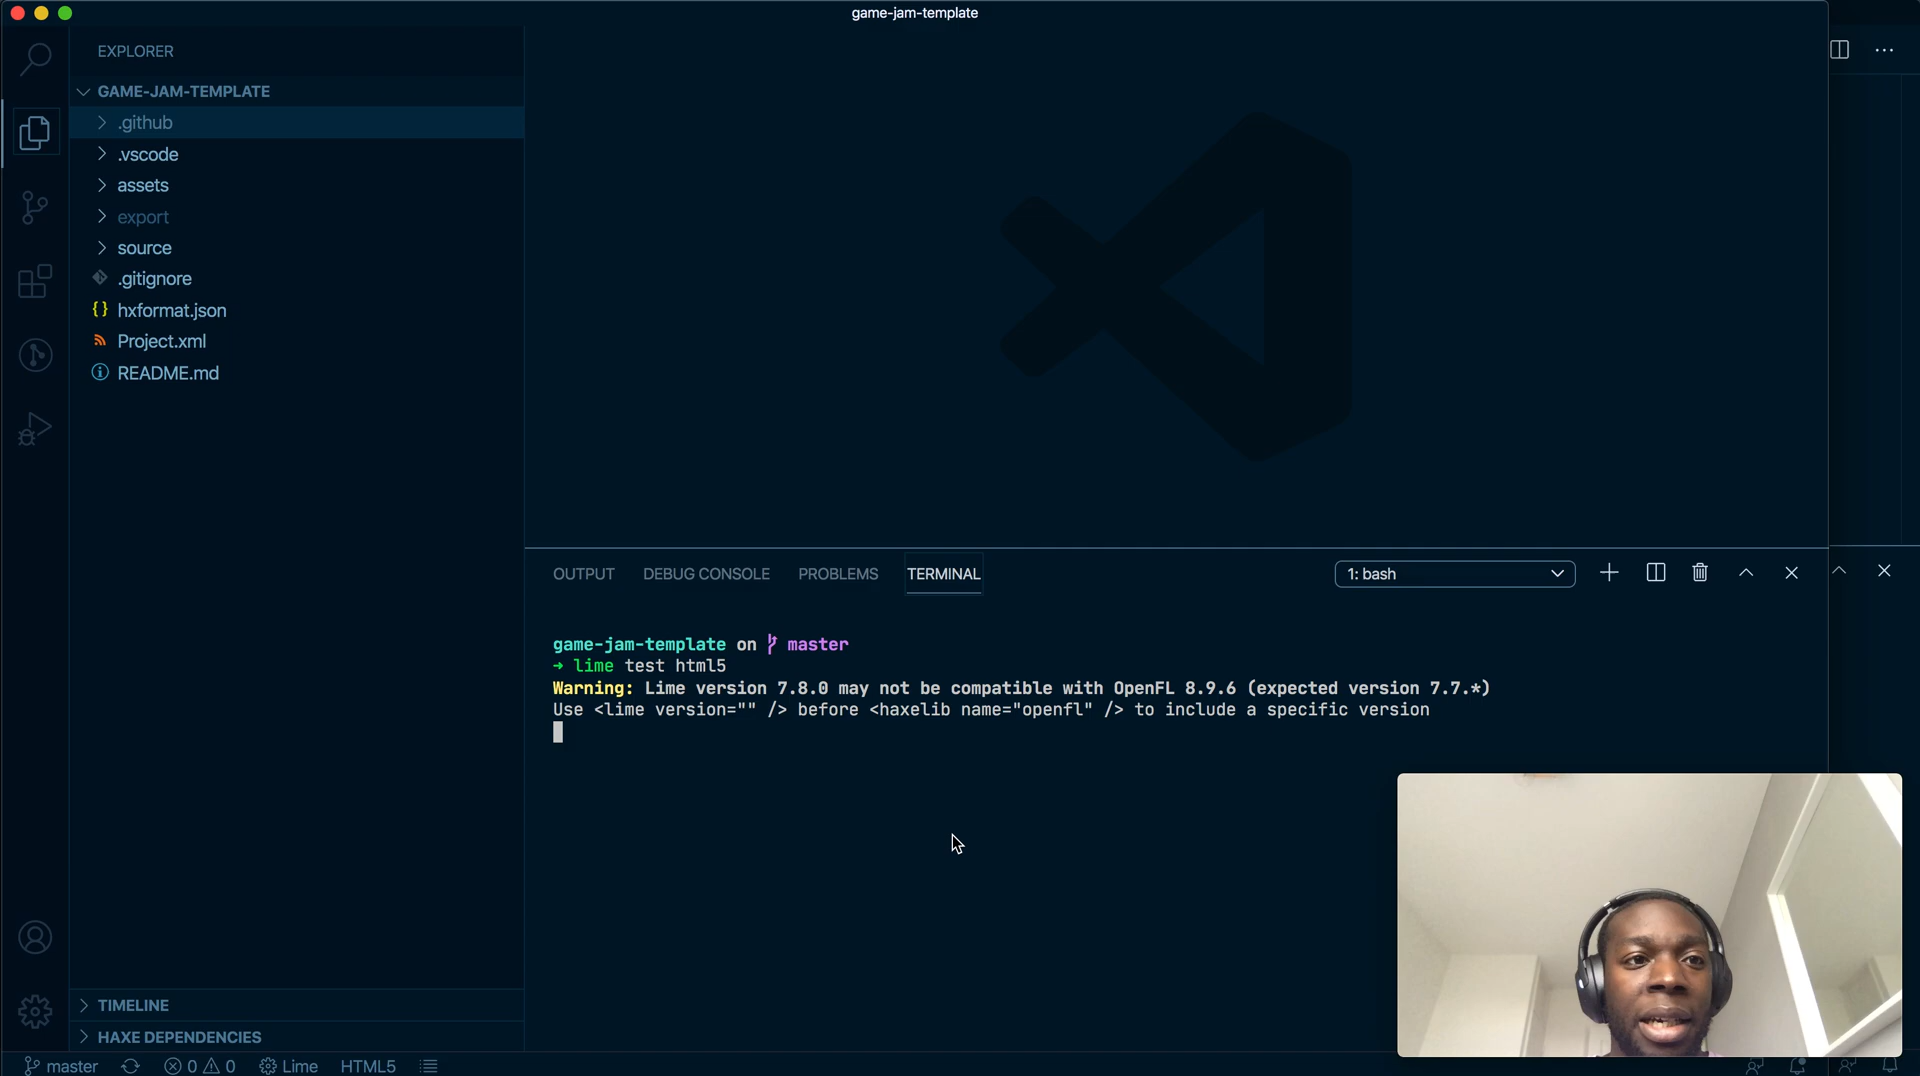 game-jam-template
EXPLORER
GAME-JAM-TEMPLATE
.github
.vscode
assets
export
source
.gitignore
{} hxformat.json
Project.xml
README.md
TIMELINE
HAXE DEPENDENCIES
OUTPUT DEBUG CONSOLE PROBLEMS TERMINAL 1: bash
game-jam-template on master
→ lime test html5
Warning: Lime version 7.8.0 may not be compatible with OpenFL 8.9.6 (expected version 7.7.*)
Use <lime version="" /> before <haxelib name="openfl" /> to include a specific version
master 0 0 Lime HTML5